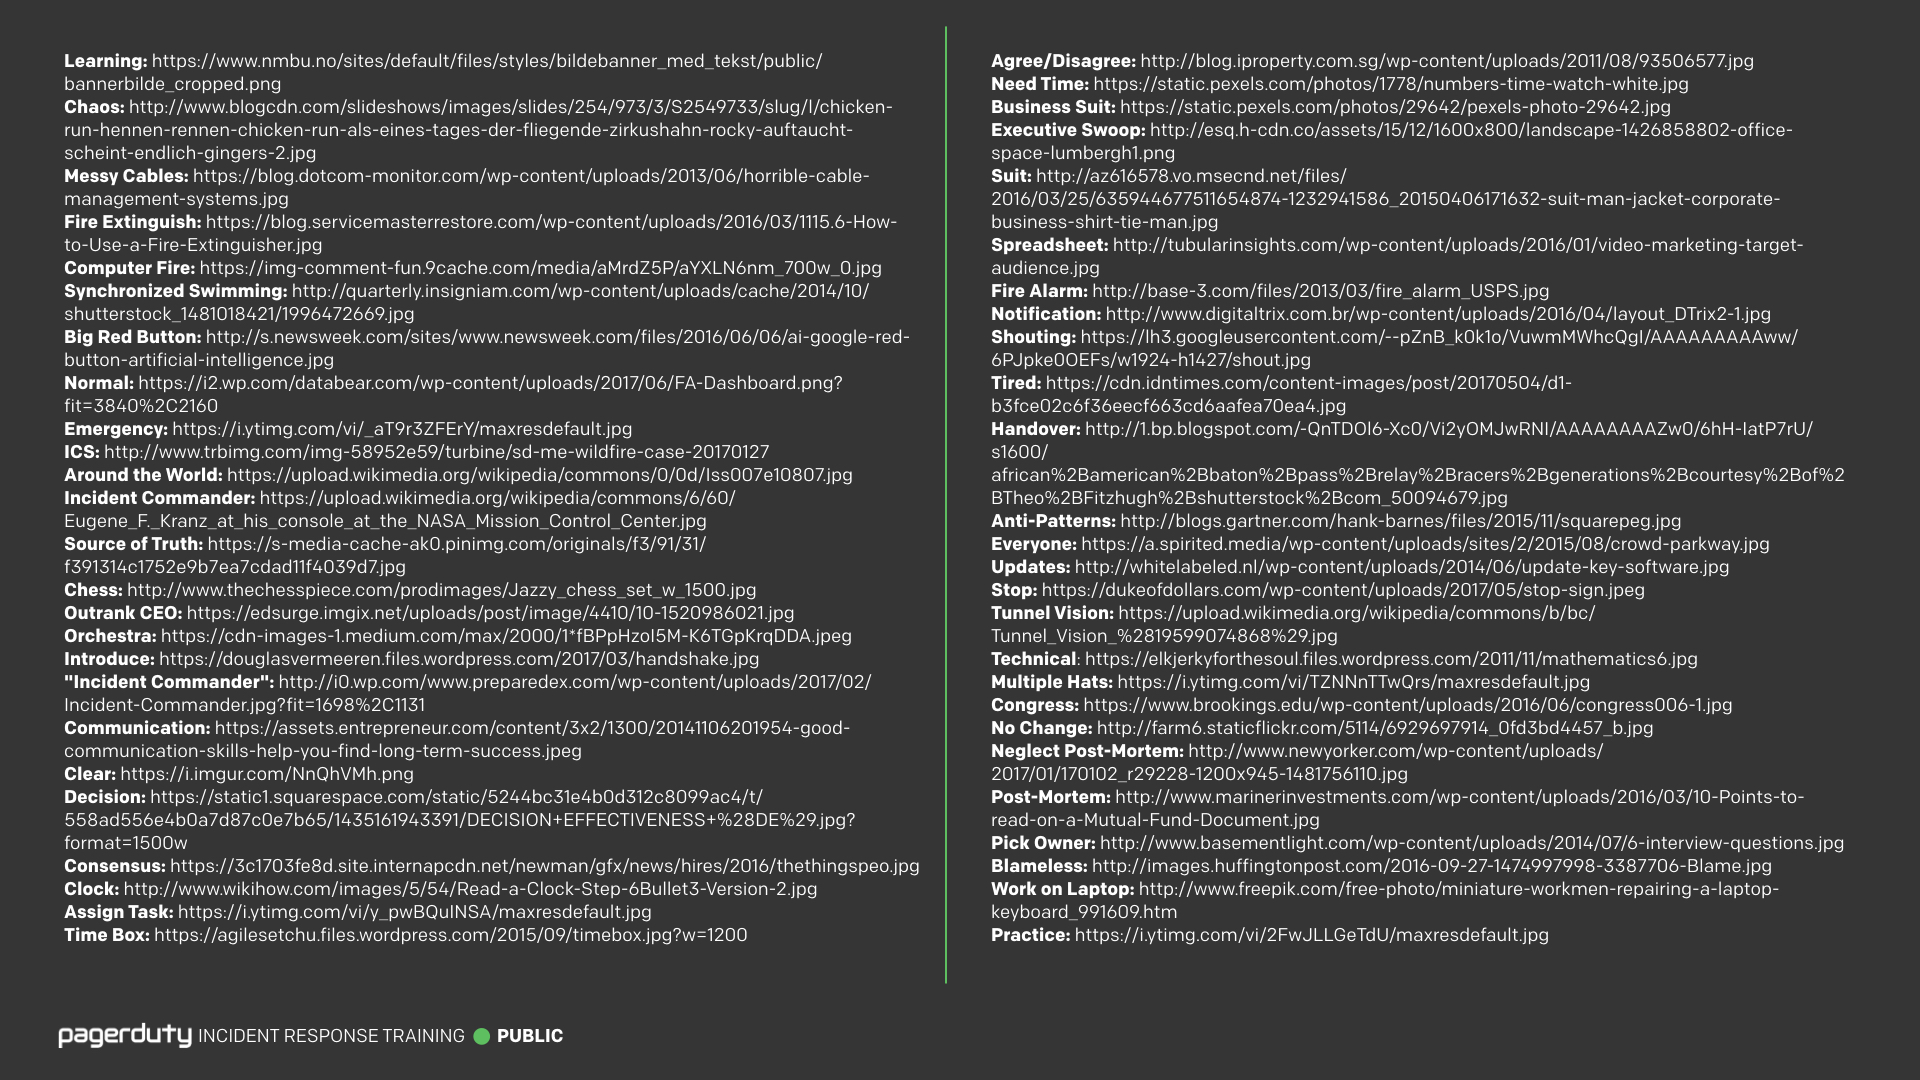 Learning: https://www.nmbu.no/sites/default/files/styles/bildebanner_med_tekst/public/
bannerbilde_cropped.png
Chaos: http://www.blogcdn.com/slideshows/images/slides/254/973/3/S2549733/slug/l/chicken-
run-hennen-rennen-chicken-run-als-eines-tages-der-fliegende-zirkushahn-rocky-auftaucht-
scheint-endlich-gingers-2.jpg
Messy Cables: https://blog.dotcom-monitor.com/wp-content/uploads/2013/06/horrible-cable-
management-systems.jpg
Fire Extinguish: https://blog.servicemasterrestore.com/wp-content/uploads/2016/03/1115.6-How-
to-Use-a-Fire-Extinguisher.jpg
Computer Fire: https://img-comment-fun.9cache.com/media/aMrdZ5P/aYXLN6nm_700w_0.jpg
Synchronized Swimming: http://quarterly.insigniam.com/wp-content/uploads/cache/2014/10/
shutterstock_1481018421/1996472669.jpg
Big Red Button: http://s.newsweek.com/sites/www.newsweek.com/files/2016/06/06/ai-google-red-
button-artificial-intelligence.jpg
Normal: https://i2.wp.com/databear.com/wp-content/uploads/2017/06/FA-Dashboard.png?
fit=3840%2C2160
Emergency: https://i.ytimg.com/vi/_aT9r3ZFErY/maxresdefault.jpg
ICS: http://www.trbimg.com/img-58952e59/turbine/sd-me-wildfire-case-20170127
Around the World: https://upload.wikimedia.org/wikipedia/commons/0/0d/Iss007e10807.jpg
Incident Commander: https://upload.wikimedia.org/wikipedia/commons/6/60/
Eugene_F._Kranz_at_his_console_at_the_NASA_Mission_Control_Center.jpg
Source of Truth: https://s-media-cache-ak0.pinimg.com/originals/f3/91/31/
f391314c1752e9b7ea7cdad11f4039d7.jpg
Chess: http://www.thechesspiece.com/prodimages/Jazzy_chess_set_w_1500.jpg
Outrank CEO: https://edsurge.imgix.net/uploads/post/image/4410/10-1520986021.jpg
Orchestra: https://cdn-images-1.medium.com/max/2000/1*fBPpHzoI5M-K6TGpKrqDDA.jpeg
Introduce: https://douglasvermeeren.files.wordpress.com/2017/03/handshake.jpg
"Incident Commander": http://i0.wp.com/www.preparedex.com/wp-content/uploads/2017/02/
Incident-Commander.jpg?fit=1698%2C1131
Communication: https://assets.entrepreneur.com/content/3x2/1300/20141106201954-good-
communication-skills-help-you-find-long-term-success.jpeg
Clear: https://i.imgur.com/NnQhVMh.png
Decision: https://static1.squarespace.com/static/5244bc31e4b0d312c8099ac4/t/
558ad556e4b0a7d87c0e7b65/1435161943391/DECISION+EFFECTIVENESS+%28DE%29.jpg?
format=1500w
Consensus: https://3c1703fe8d.site.internapcdn.net/newman/gfx/news/hires/2016/thethingspeo.jpg
Clock: http://www.wikihow.com/images/5/54/Read-a-Clock-Step-6Bullet3-Version-2.jpg
Assign Task: https://i.ytimg.com/vi/y_pwBQuINSA/maxresdefault.jpg
Time Box: https://agilesetchu.files.wordpress.com/2015/09/timebox.jpg?w=1200
Agree/Disagree: http://blog.iproperty.com.sg/wp-content/uploads/2011/08/93506577.jpg
Need Time: https://static.pexels.com/photos/1778/numbers-time-watch-white.jpg
Business Suit: https://static.pexels.com/photos/29642/pexels-photo-29642.jpg
Executive Swoop: http://esq.h-cdn.co/assets/15/12/1600x800/landscape-1426858802-office-
space-lumbergh1.png
Suit: http://az616578.vo.msecnd.net/files/
2016/03/25/635944677511654874-1232941586_20150406171632-suit-man-jacket-corporate-
business-shirt-tie-man.jpg
Spreadsheet: http://tubularinsights.com/wp-content/uploads/2016/01/video-marketing-target-
audience.jpg
Fire Alarm: http://base-3.com/files/2013/03/fire_alarm_USPS.jpg
Notification: http://www.digitaltrix.com.br/wp-content/uploads/2016/04/layout_DTrix2-1.jpg
Shouting: https://lh3.googleusercontent.com/--pZnB_k0k1o/VuwmMWhcQgI/AAAAAAAAAww/
6PJpke0OEFs/w1924-h1427/shout.jpg
Tired: https://cdn.idntimes.com/content-images/post/20170504/d1-
b3fce02c6f36eecf663cd6aafea70ea4.jpg
Handover: http://1.bp.blogspot.com/-QnTDOl6-Xc0/Vi2yOMJwRNI/AAAAAAAAZw0/6hH-IatP7rU/
s1600/
african%2Bamerican%2Bbaton%2Bpass%2Brelay%2Bracers%2Bgenerations%2Bcourtesy%2Bof%2
BTheo%2BFitzhugh%2Bshutterstock%2Bcom_50094679.jpg
Anti-Patterns: http://blogs.gartner.com/hank-barnes/files/2015/11/squarepeg.jpg
Everyone: https://a.spirited.media/wp-content/uploads/sites/2/2015/08/crowd-parkway.jpg
Updates: http://whitelabeled.nl/wp-content/uploads/2014/06/update-key-software.jpg
Stop: https://dukeofdollars.com/wp-content/uploads/2017/05/stop-sign.jpeg
Tunnel Vision: https://upload.wikimedia.org/wikipedia/commons/b/bc/
Tunnel_Vision_%2819599074868%29.jpg
Technical: https://elkjerkyforthesoul.files.wordpress.com/2011/11/mathematics6.jpg
Multiple Hats: https://i.ytimg.com/vi/TZNNnTTwQrs/maxresdefault.jpg
Congress: https://www.brookings.edu/wp-content/uploads/2016/06/congress006-1.jpg
No Change: http://farm6.staticflickr.com/5114/6929697914_0fd3bd4457_b.jpg
Neglect Post-Mortem: http://www.newyorker.com/wp-content/uploads/
2017/01/170102_r29228-1200x945-1481756110.jpg
Post-Mortem: http://www.marinerinvestments.com/wp-content/uploads/2016/03/10-Points-to-
read-on-a-Mutual-Fund-Document.jpg
Pick Owner: http://www.basementlight.com/wp-content/uploads/2014/07/6-interview-questions.jpg
Blameless: http://images.huffingtonpost.com/2016-09-27-1474997998-3387706-Blame.jpg
Work on Laptop: http://www.freepik.com/free-photo/miniature-workmen-repairing-a-laptop-
keyboard_991609.htm
Practice: https://i.ytimg.com/vi/2FwJLLGeTdU/maxresdefault.jpg
pagerduty INCIDENT RESPONSE TRAINING PUBLIC